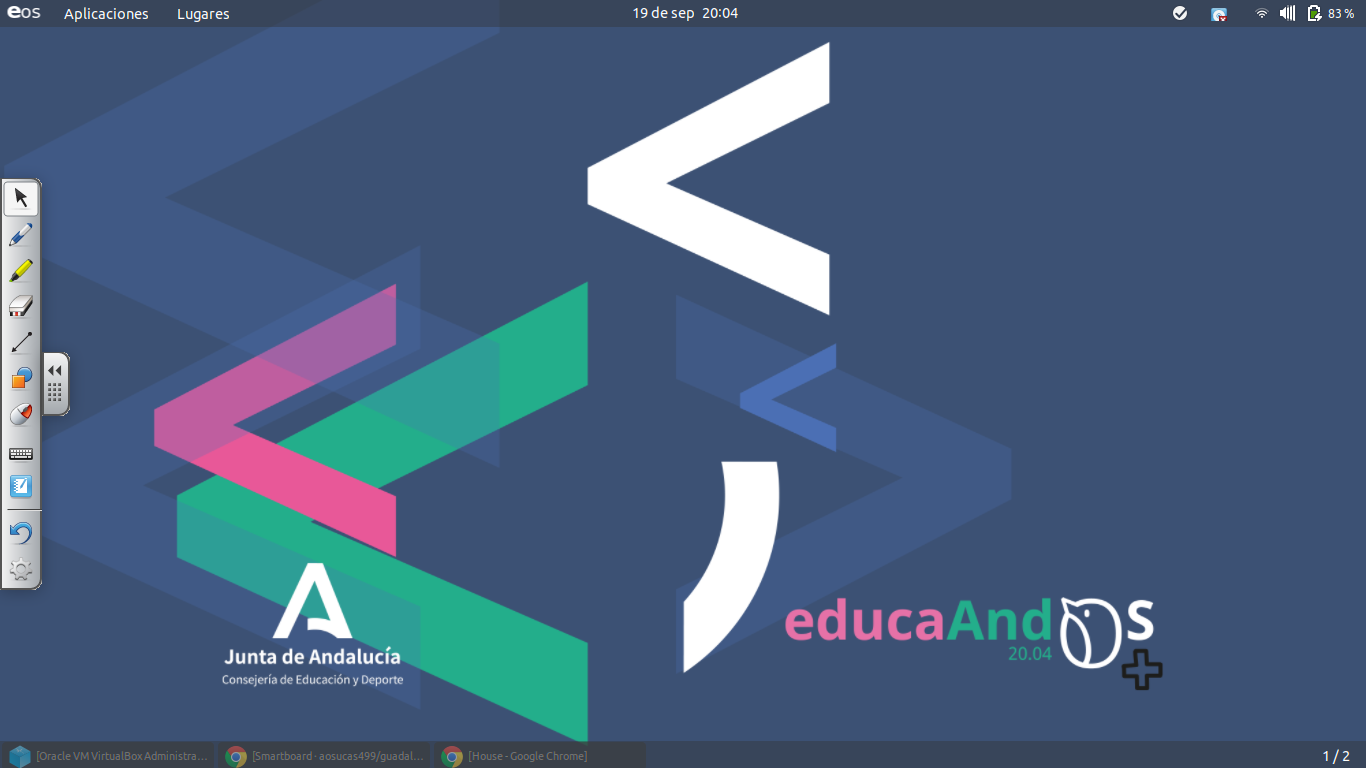 eos Aplicaciones Lugares 19 de sep 20:04 83 %
educaAndOS
20.04
Junta de Andalucía
Consejería de Educación y Deporte
[Oracle VM VirtualBox Administra... [Smartboard - aosucas499/guadal... [House - Google Chrome] 1 / 2